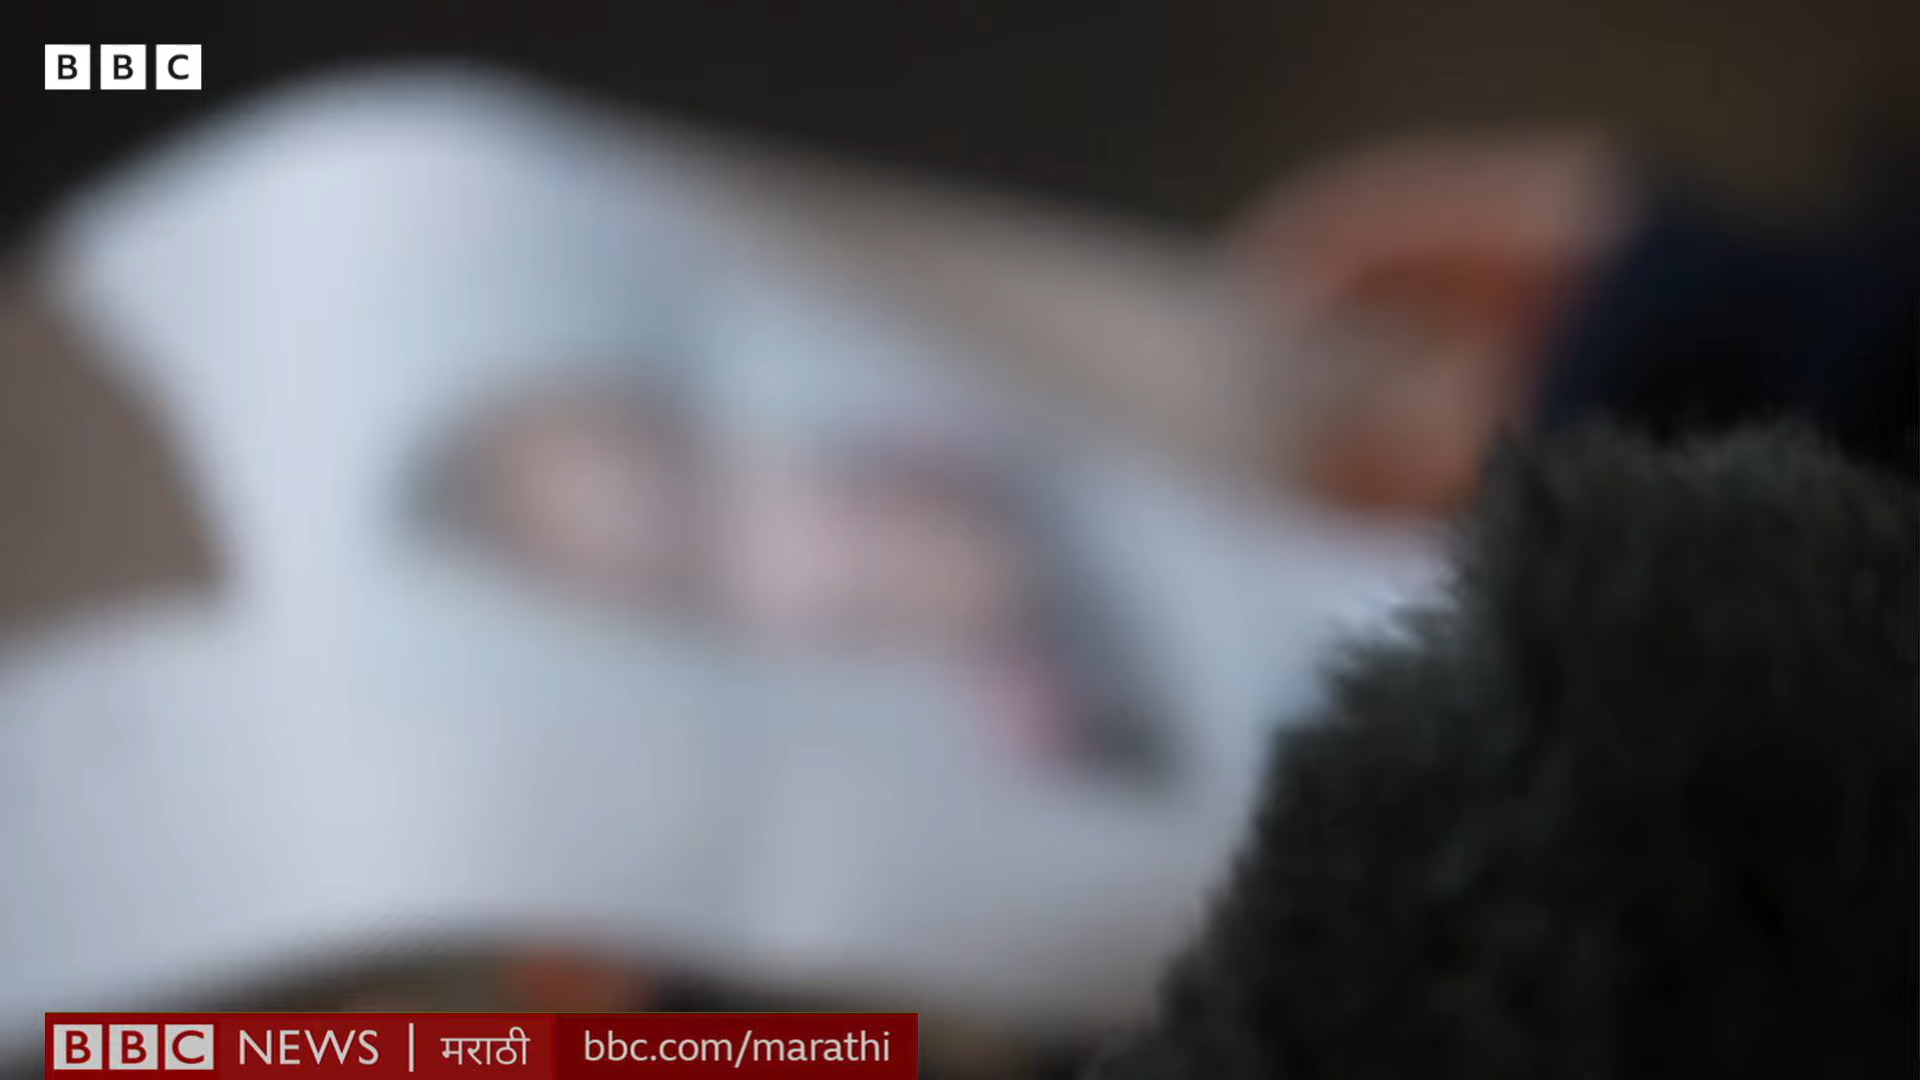 BBC
BBC NEWS | मराठी bbc.com/marathi